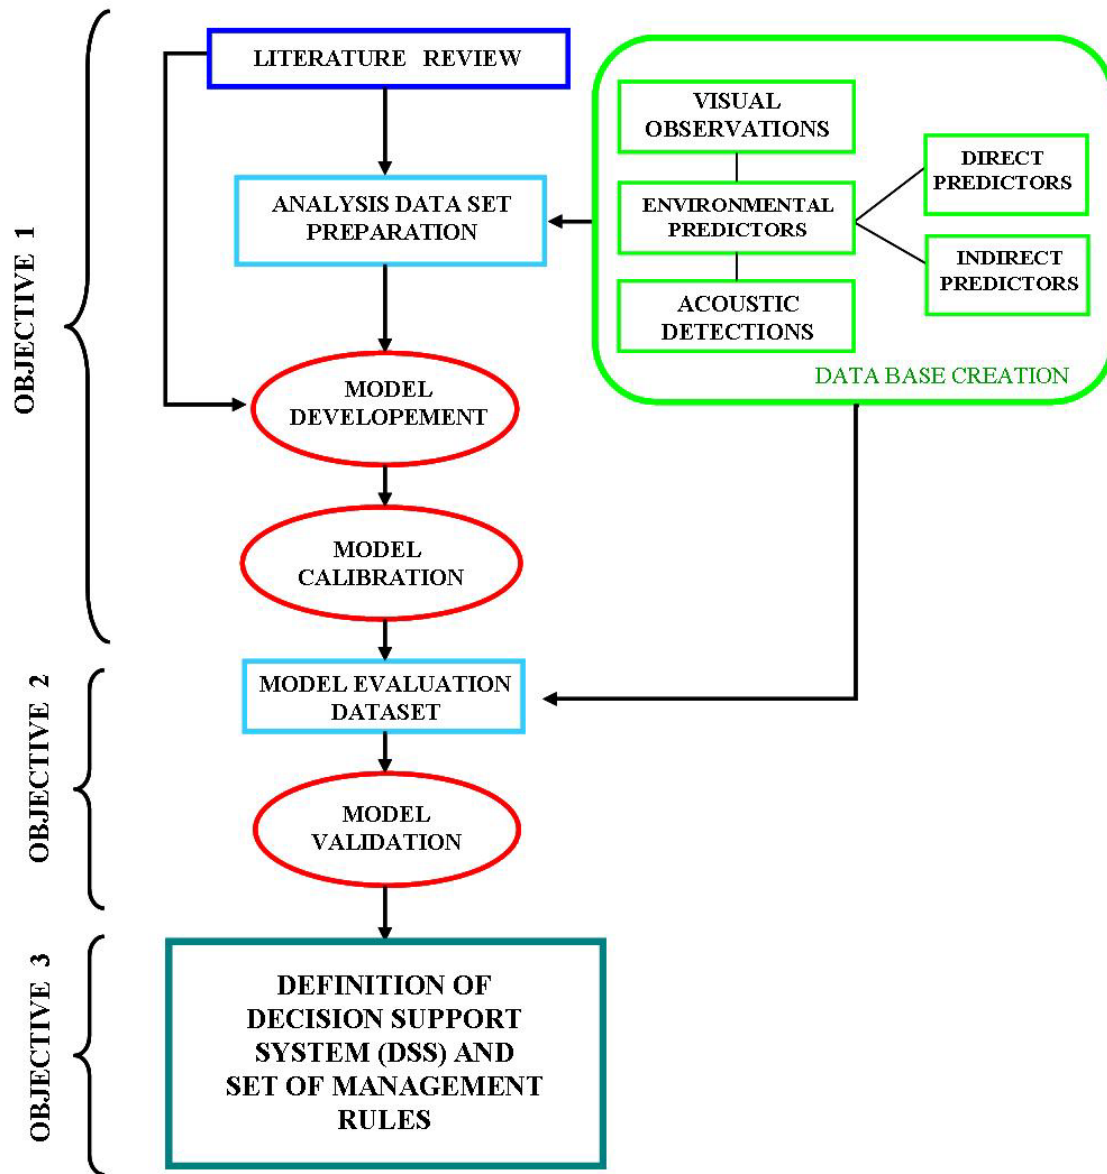 LITERATURE REVIEW
VISUAL
OBSERVATIONS
DIRECT
PREDICTORS
ANALYSIS DATA SET
PREPARATION
ENVIRONMENTAL
PREDICTORS
INDIRECT
PREDICTORS
ACOUSTIC
DETECTIONS
DATA BASE CREATION
OBJECTIVE 1
MODEL
DEVELOPEMENT
MODEL
CALIBRATION
OBJECTIVE 2
MODEL EVALUATION
DATASET
MODEL
VALIDATION
OBJECTIVE 3
DEFINITION OF
DECISION SUPPORT
SYSTEM (DSS) AND
SET OF MANAGEMENT
RULES